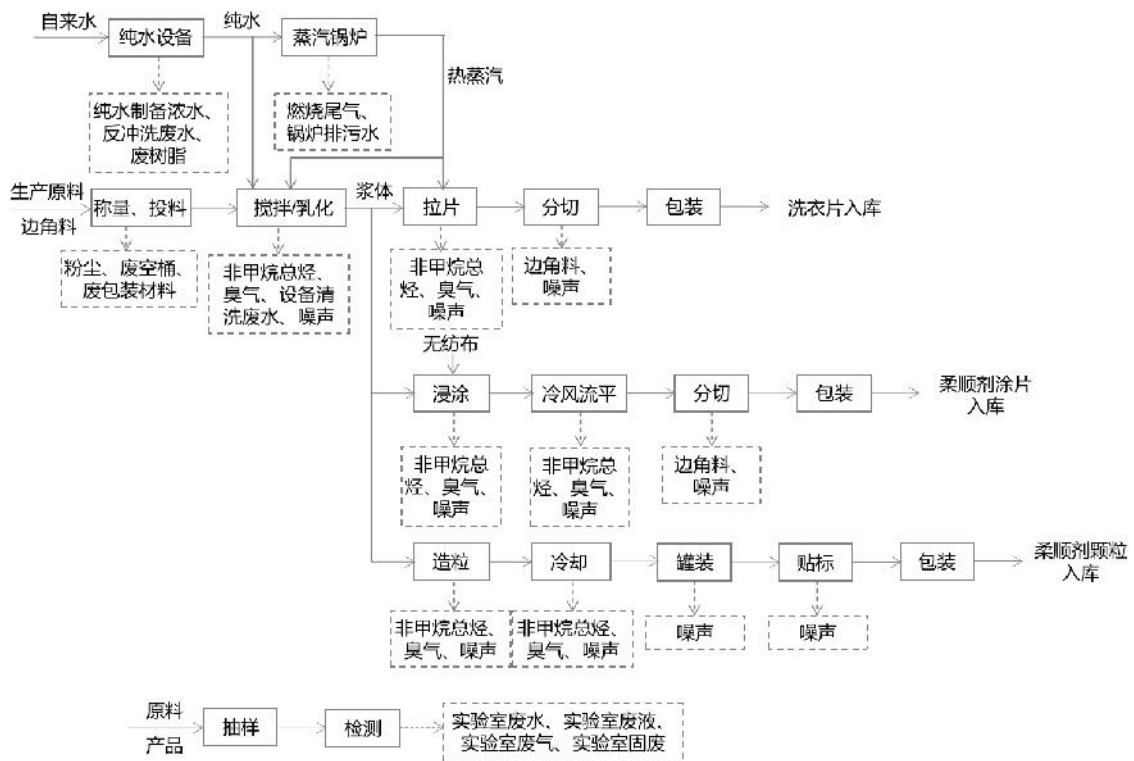 自来水
纯水设备
纯水
蒸汽锅炉
热蒸汽
纯水制备浓水、
反冲洗废水、
废树脂
燃烧尾气、
锅炉排污水
生产原料
边角料
称量、投料
搅拌/乳化
浆体
拉片
分切
包装
洗衣片入库
粉尘、废空桶、
废包装材料
非甲烷总烃、
臭气、设备清
洗废水、噪声
非甲烷总
烃、臭气、
噪声
边角料、
噪声
无纺布
浸涂
冷风流平
分切
包装
柔顺剂涂片
入库
非甲烷总
烃、臭气、
噪声
非甲烷总
烃、臭气、
噪声
边角料、
噪声
造粒
冷却
罐装
贴标
包装
柔顺剂颗粒
入库
非甲烷总烃、
臭气、噪声
非甲烷总烃、
臭气、噪声
噪声
噪声
原料
产品
抽样
检测
实验室废水、实验室废液、
实验室废气、实验室固废